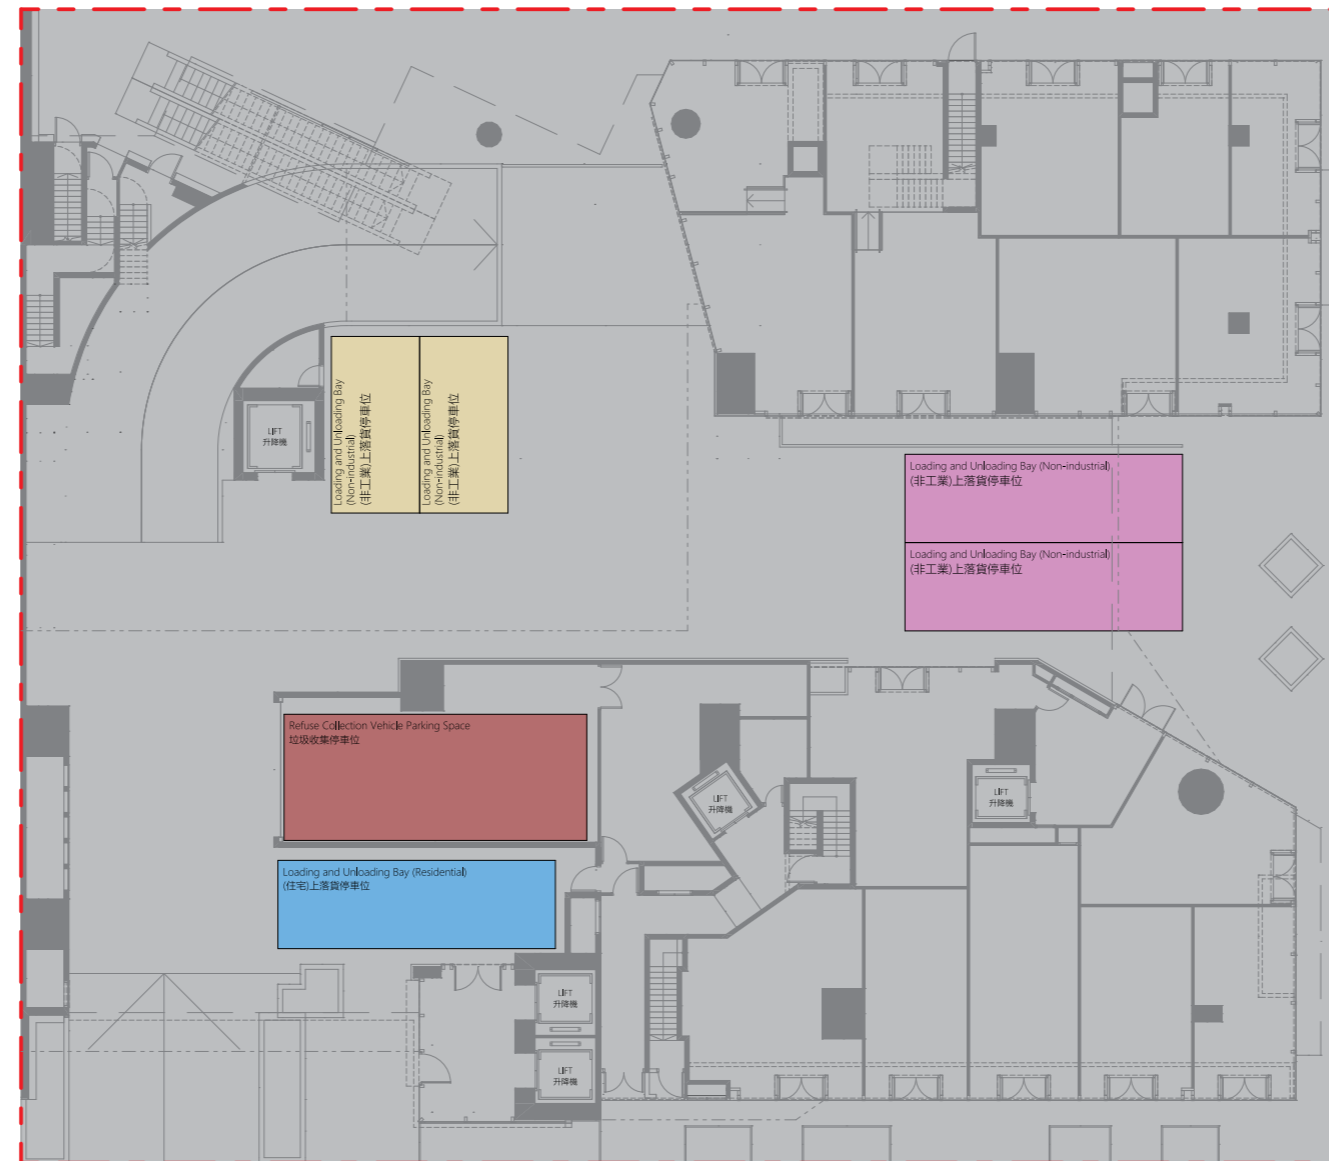 LIFT
升降機
Loading and Unloading Bay
(Non-industrial)
(非工業)上落貨停車位
Loading and Unloading Bay
(Non-industrial)
(非工業)上落貨停車位
Loading and Unloading Bay (Non-industrial)
(非工業)上落貨停車位
Loading and Unloading Bay (Non-industrial)
(非工業)上落貨停車位
Refuse Collection Vehicle Parking Space
垃圾收集停車位
LIFT
升降機
LIFT
升降機
Loading and Unloading Bay (Residential)
(住宅)上落貨停車位
LIFT
升降機
LIFT
升降機